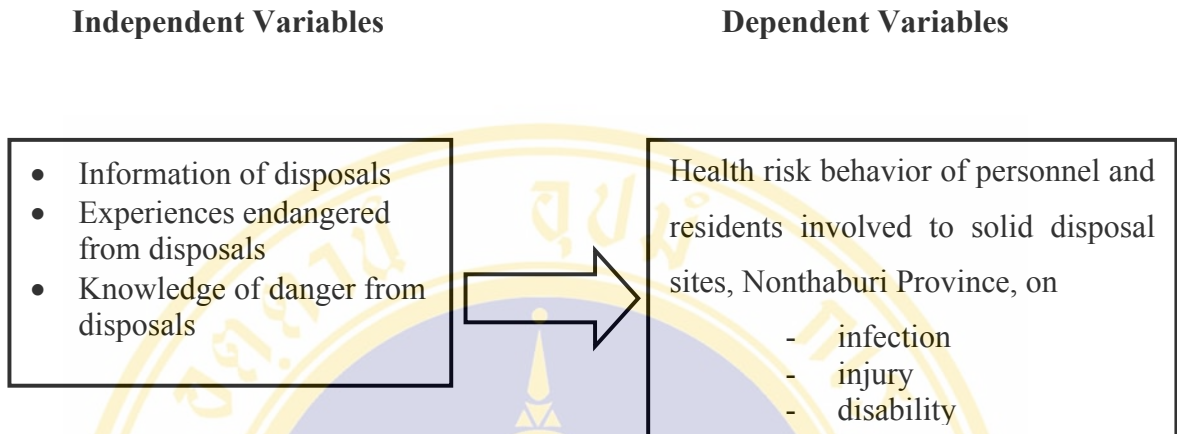 Independent Variables
Dependent Variables
• Information of disposals
• Experiences endangered
from disposals
• Knowledge of danger from
disposals
Health risk behavior of personnel and
residents involved to solid disposal
sites, Nonthaburi Province, on
- infection
- injury
- disability